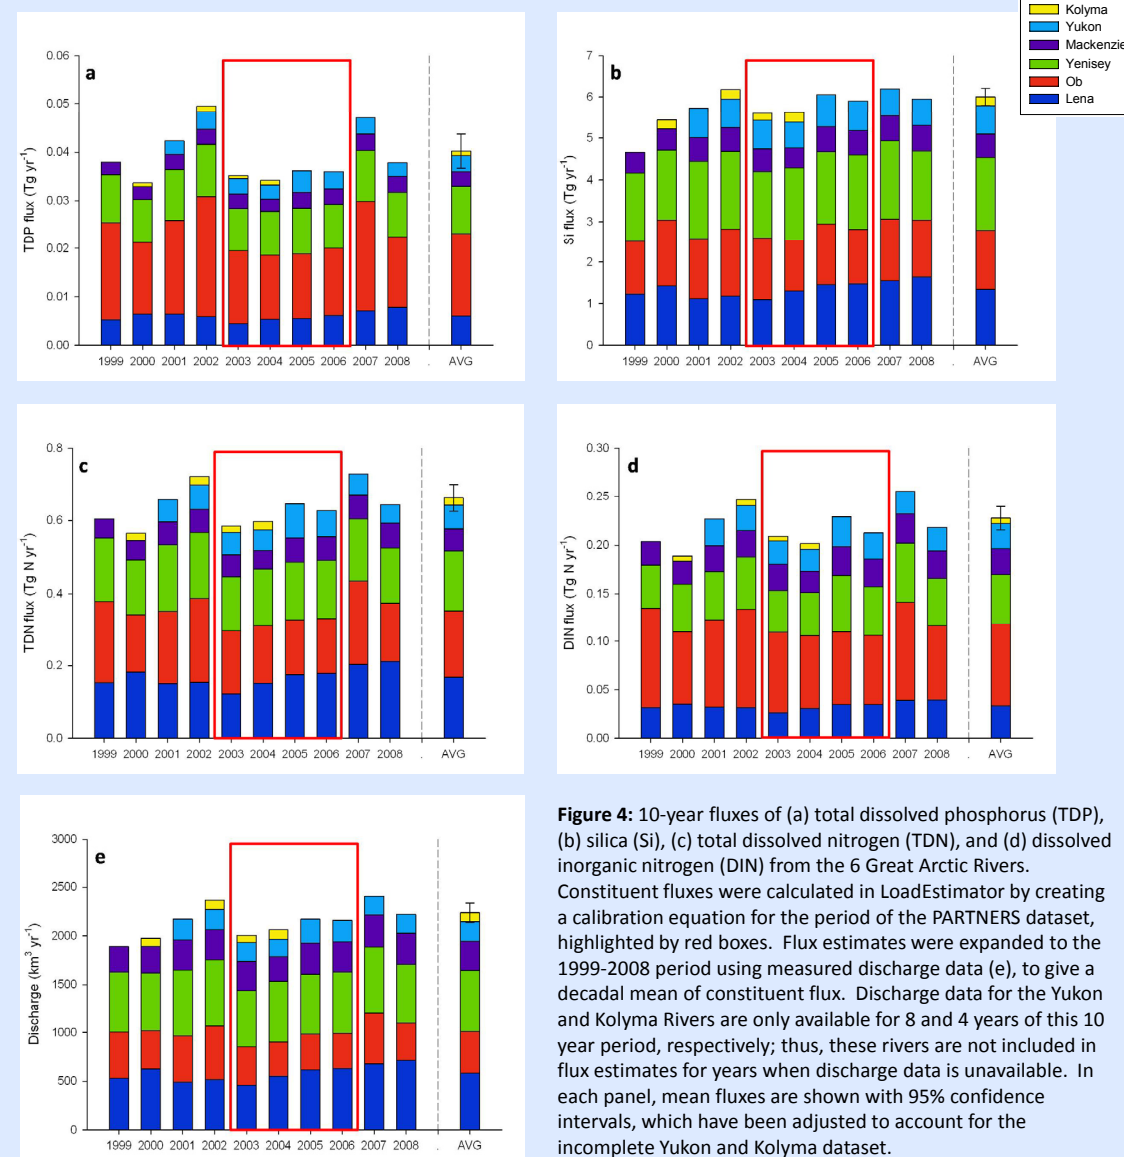 Kolyma
Yukon
Mackenzie
Yenisey
Ob
Lena
a
TDP flux (Tg yr-1)
0.06
0.05
0.04
0.03
0.02
0.01
0.00
1999 2000 2001 2002 2003 2004 2005 2006 2007 2008 . AVG
b
Si flux (Tg yr-1)
7
6
5
4
3
2
1
0
1999 2000 2001 2002 2003 2004 2005 2006 2007 2008 . AVG
c
TDN flux (Tg N yr-1)
0.8
0.6
0.4
0.2
0.0
1999 2000 2001 2002 2003 2004 2005 2006 2007 2008 . AVG
d
DIN flux (Tg N yr-1)
0.30
0.25
0.20
0.15
0.10
0.05
0.00
1999 2000 2001 2002 2003 2004 2005 2006 2007 2008 . AVG
e
Discharge (km3 yr-1)
3000
2500
2000
1500
1000
500
0
1999 2000 2001 2002 2003 2004 2005 2006 2007 2008 . AVG
Figure 4: 10-year fluxes of (a) total dissolved phosphorus (TDP),
(b) silica (Si), (c) total dissolved nitrogen (TDN), and (d) dissolved
inorganic nitrogen (DIN) from the 6 Great Arctic Rivers.
Constituent fluxes were calculated in LoadEstimator by creating
a calibration equation for the period of the PARTNERS dataset,
highlighted by red boxes. Flux estimates were expanded to the
1999-2008 period using measured discharge data (e), to give a
decadal mean of constituent flux. Discharge data for the Yukon
and Kolyma Rivers are only available for 8 and 4 years of this 10
year period, respectively; thus, these rivers are not included in
flux estimates for years when discharge data is unavailable. In
each panel, mean fluxes are shown with 95% confidence
intervals, which have been adjusted to account for the
incomplete Yukon and Kolyma dataset.